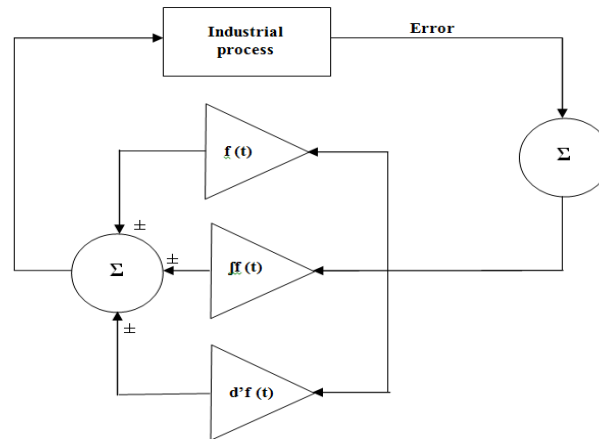 Industrial
process
Error
f (t)
Σ
±
±
∫f (t)
Σ
±
d’f (t)